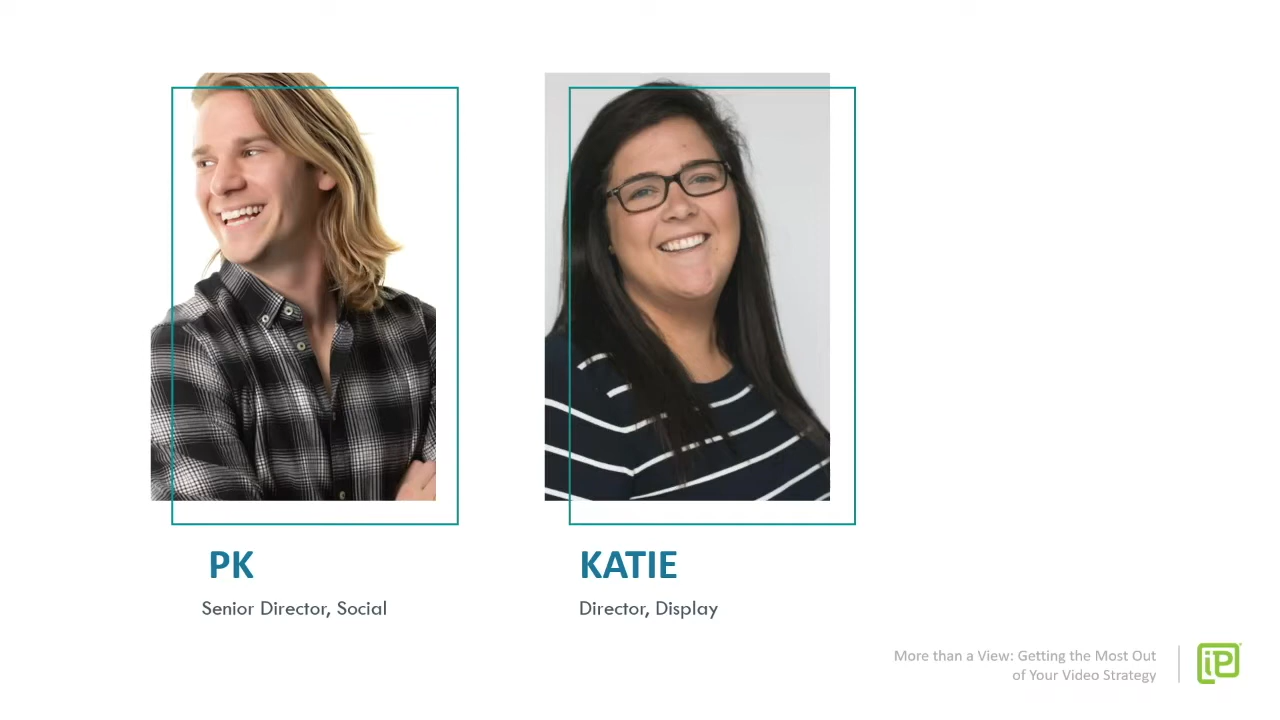 PK
Senior Director, Social
KATIE
Director, Display
More than a View: Getting the Most Out
of Your Video Strategy
iP